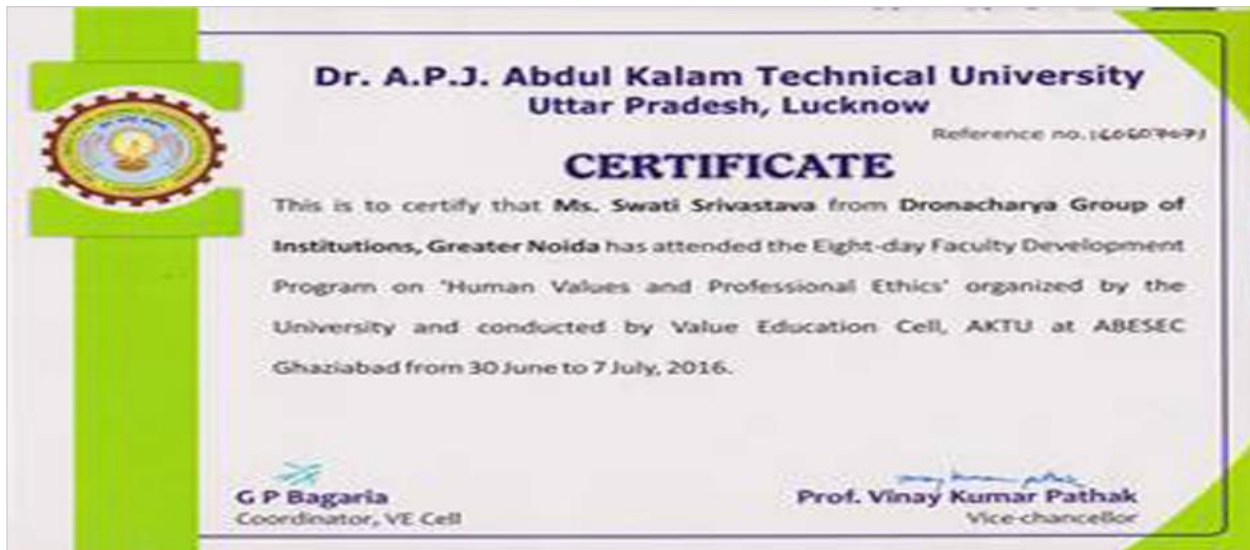 Dr. A.P.J. Abdul Kalam Technical University
Uttar Pradesh, Lucknow
Reference no.:
CERTIFICATE
This is to certify that Ms. Swati Srivastava from Dronacharya Group of
Institutions, Greater Noida has attended the Eight-day Faculty Development
Program on 'Human Values and Professional Ethics' organized by the
University and conducted by Value Education Cell, AKTU at ABESEC
Ghaziabad from 30 June to 7 July, 2016.
G P Bagaria
Coordinator, VE Cell
Prof. Vinay Kumar Pathak
Vice-chancellor